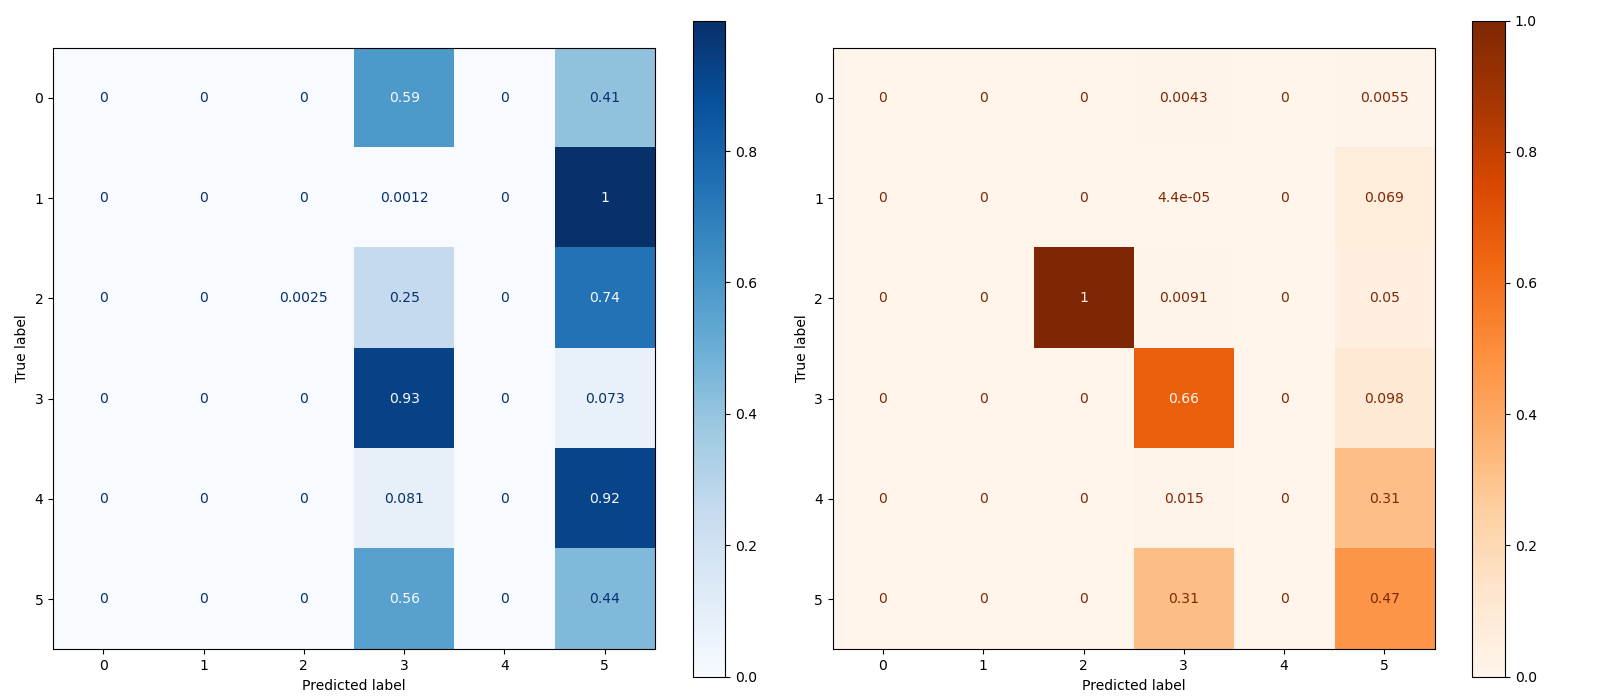 0 0 0 0 0.59 0 0.41
1 0 0 0 0.0012 0 1
2 0 0 0.0025 0.25 0 0.74
3 0 0 0 0.93 0 0.073
4 0 0 0 0.081 0 0.92
5 0 0 0 0.56 0 0.44
0 1 2 3 4 5
Predicted label
True label
0.8
0.6
0.4
0.2
0.0
0 0 0 0 0.0043 0 0.0055
1 0 0 0 4.4e-05 0 0.069
2 0 0 1 0.0091 0 0.05
3 0 0 0 0.66 0 0.098
4 0 0 0 0.015 0 0.31
5 0 0 0 0.31 0 0.47
0 1 2 3 4 5
Predicted label
True label
1.0
0.8
0.6
0.4
0.2
0.0